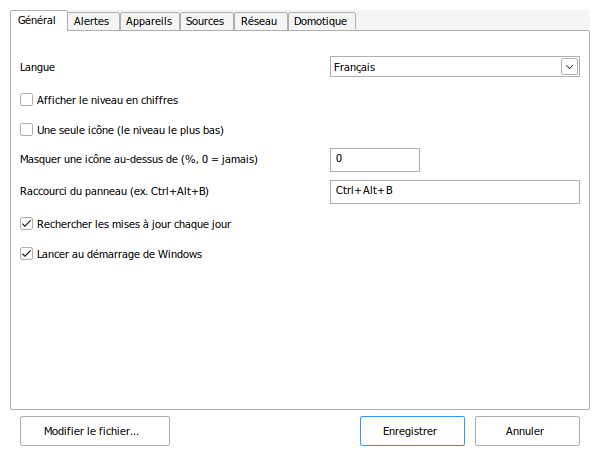 Général Alertes Appareils Sources Réseau Domotique
Langue Français
Afficher le niveau en chiffres
Une seule icône (le niveau le plus bas)
Masquer une icône au-dessus de (%, 0 = jamais) 0
Raccourci du panneau (ex. Ctrl+Alt+B) Ctrl+Alt+B
Rechercher les mises à jour chaque jour
Lancer au démarrage de Windows
Modifier le fichier... Enregistrer Annuler